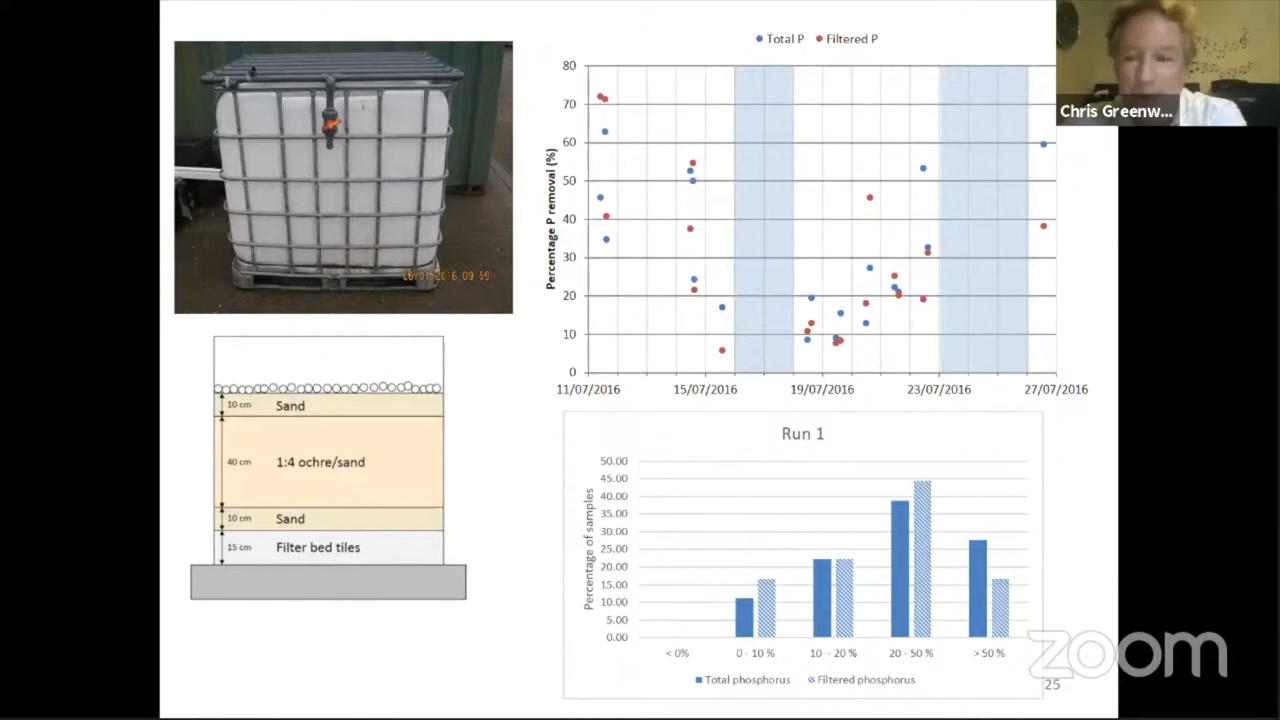 Total P
Filtered P
Percentage P removal (%)
80
70
60
50
40
30
20
10
0
11/07/2016
15/07/2016
19/07/2016
23/07/2016
27/07/2016
Chris Greenw...
10 cm
Sand
40 cm
1:4 ochre/sand
10 cm
Sand
15 cm
Filter bed tiles
Run 1
Percentage of samples
50.00
45.00
40.00
35.00
30.00
25.00
20.00
15.00
10.00
5.00
0.00
< 0%
0 - 10 %
10 - 20 %
20 - 50 %
> 50 %
Total phosphorus
Filtered phosphorus
zoom
25